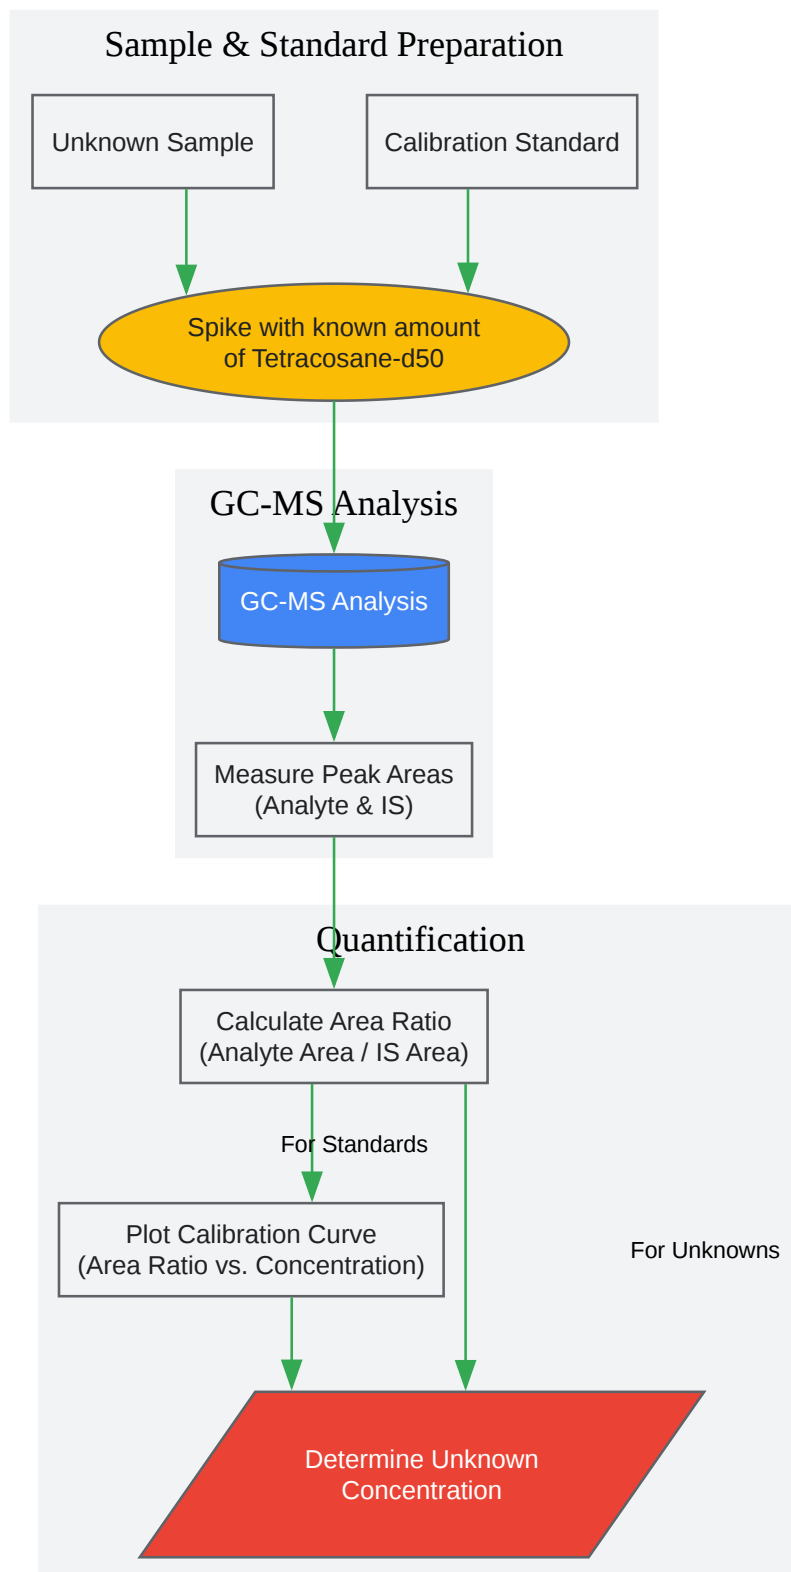 Sample & Standard Preparation
Unknown Sample
Calibration Standard
Spike with known amount
of Tetracosane-d50
GC-MS Analysis
GC-MS Analysis
Measure Peak Areas
(Analyte & IS)
Quantification
Calculate Area Ratio
(Analyte Area / IS Area)
For Standards
Plot Calibration Curve
(Area Ratio vs. Concentration)
For Unknowns
Determine Unknown
Concentration